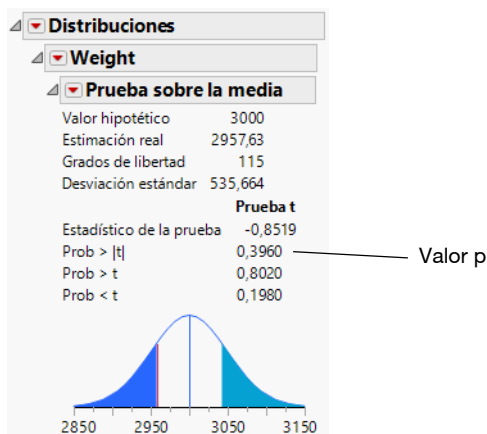 Distribuciones
Weight
Prueba sobre la media
Valor hipotético 3000
Estimación real 2957,63
Grados de libertad 115
Desviación estándar 535,664
Prueba t
Estadístico de la prueba -0,8519
Prob > |t| 0,3960 Valor p
Prob > t 0,8020
Prob < t 0,1980
2850 2950 3050 3150